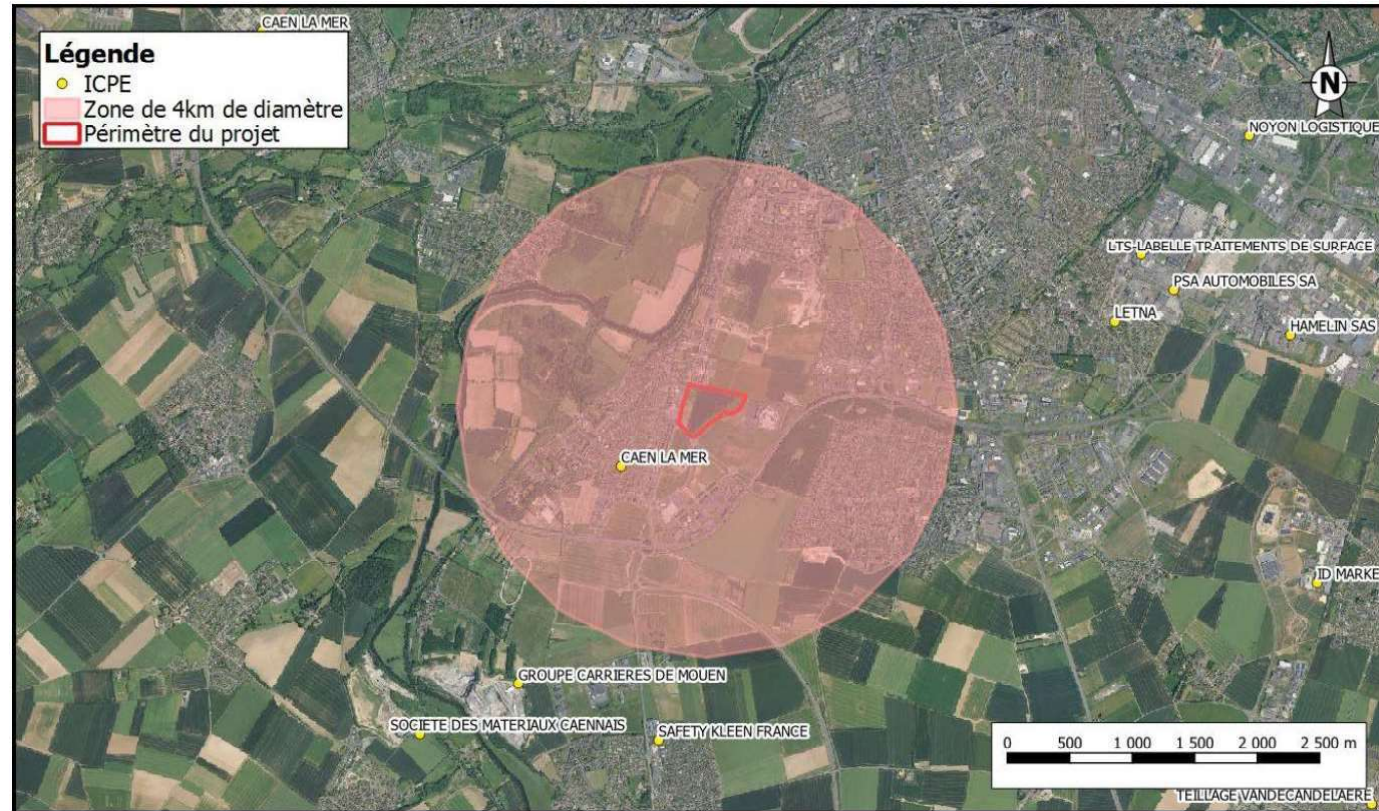 CAEN LA MER
Légende
ICPE
Zone de 4km de diamètre
Périmètre du projet
N
NOYON LOGISTIQUE
LTS-LABELLE TRAITEMENTS DE SURFACE
PSA AUTOMOBILES SA
LETNA
HAMELIN SAS
CAEN LA MER
ID MARKE
GROUPE CARRIERES DE MOUEN
SOCIETE DES MATERIAUX CAENNAIS
SAFETY KLEEN FRANCE
0 500 1 000 1 500 2 000 2 500 m
TEILLAGE VANDECANDELAERE